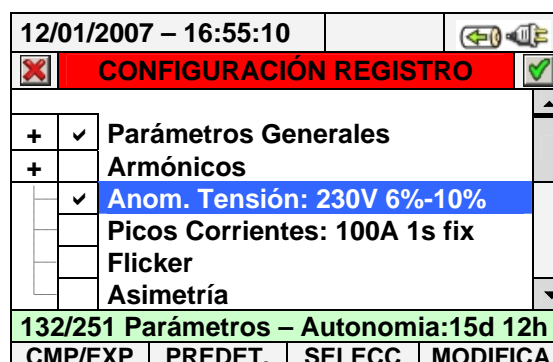 12/01/2007 – 16:55:10
CONFIGURACIÓN REGISTRO
+ Parámetros Generales
+ Armónicos
Anom. Tensión: 230V 6%-10%
Picos Corrientes: 100A 1s fix
Flicker
Asimetría
132/251 Parámetros – Autonomia:15d 12h
CMP/EXP PREDET. SELECC MODIFICA